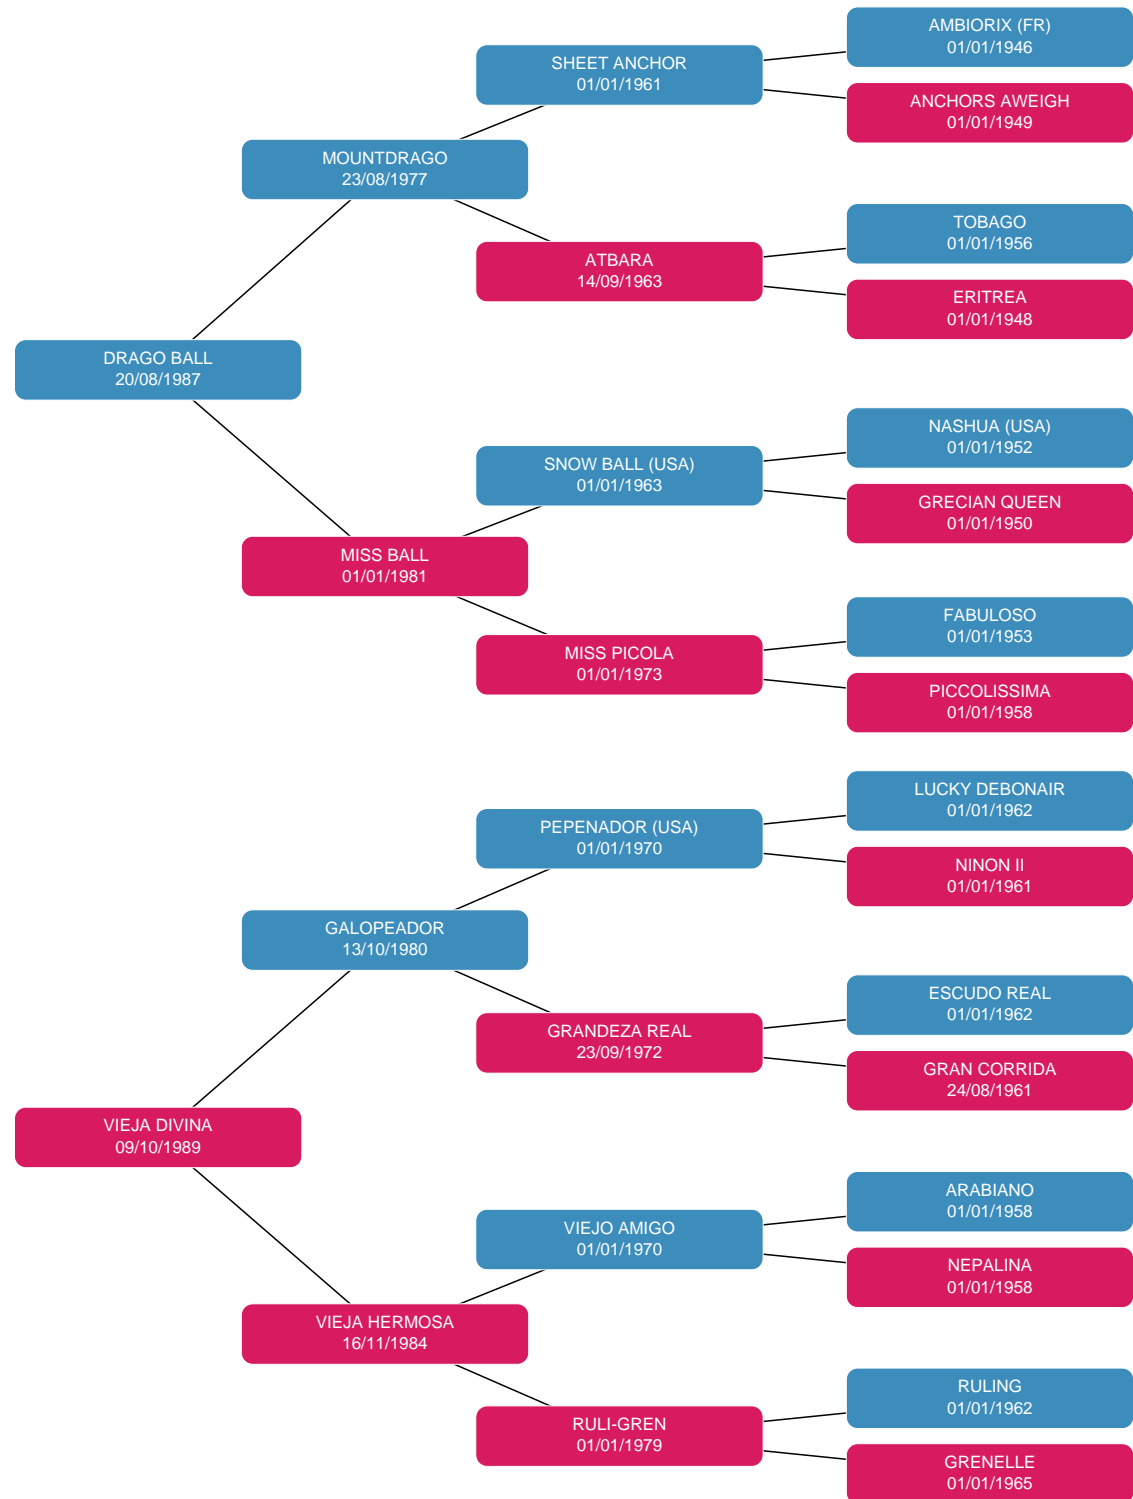 AMBIORIX (FR)
01/01/1946
SHEET ANCHOR
01/01/1961
ANCHORS AWEIGH
01/01/1949
MOUNTDRAGO
23/08/1977
TOBAGO
01/01/1956
ATBARA
14/09/1963
ERITREA
01/01/1948
DRAGO BALL
20/08/1987
NASHUA (USA)
01/01/1952
SNOW BALL (USA)
01/01/1963
GRECIAN QUEEN
01/01/1950
MISS BALL
01/01/1981
FABULOSO
01/01/1953
MISS PICOLA
01/01/1973
PICCOLISSIMA
01/01/1958
LUCKY DEBONAIR
01/01/1962
PEPENADOR (USA)
01/01/1970
NINON II
01/01/1961
GALOPEADOR
13/10/1980
ESCUDO REAL
01/01/1962
GRANDEZA REAL
23/09/1972
GRAN CORRIDA
24/08/1961
VIEJA DIVINA
09/10/1989
ARABIANO
01/01/1958
VIEJO AMIGO
01/01/1970
NEPALINA
01/01/1958
VIEJA HERMOSA
16/11/1984
RULING
01/01/1962
RULI-GREN
01/01/1979
GRENELLE
01/01/1965